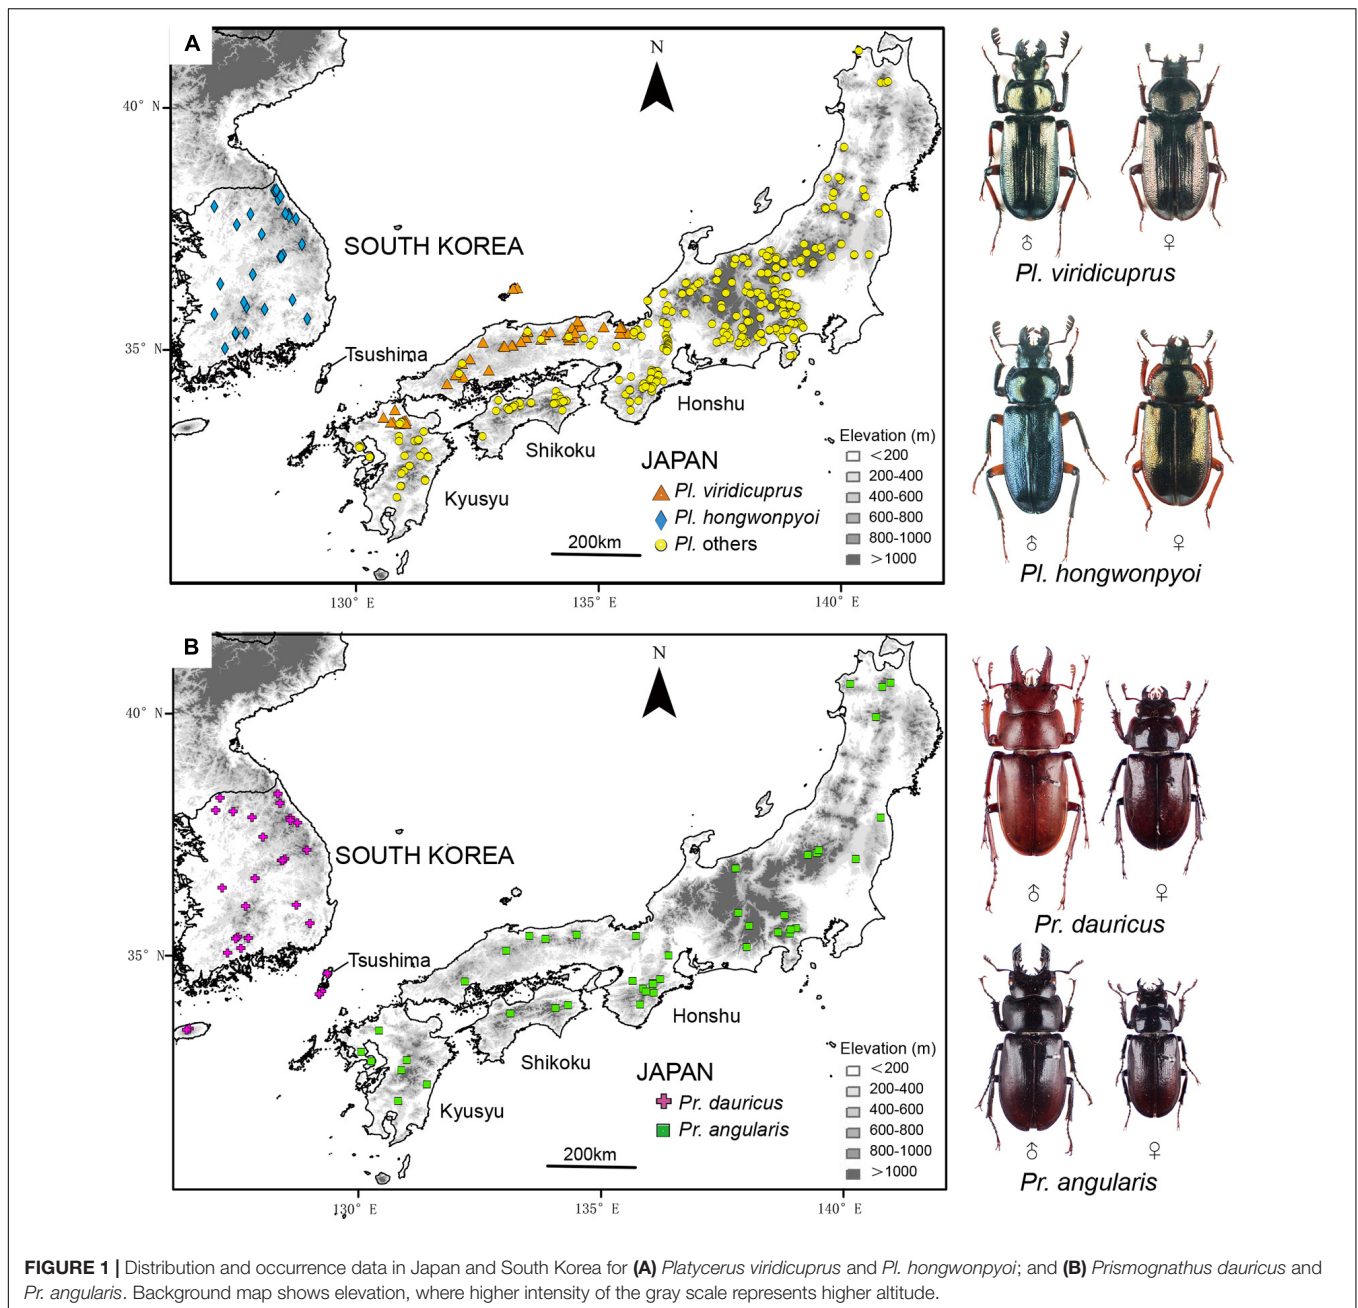 A
N
40° N
35° N
SOUTH KOREA
Tsushima
Honshu
Shikoku
Kyusyu
JAPAN
Pl. viridicuprus
Pl. hongwonpyoi
Pl. others
200km
Elevation (m)
<200
200-400
400-600
600-800
800-1000
>1000
130° E
135° E
140° E
♂
♀
Pl. viridicuprus
♂
♀
Pl. hongwonpyoi
B
N
40° N
35° N
SOUTH KOREA
Tsushima
Honshu
Shikoku
Kyusyu
JAPAN
Pr. dauricus
Pr. angularis
200km
Elevation (m)
<200
200-400
400-600
600-800
800-1000
>1000
130° E
135° E
140° E
♂
♀
Pr. dauricus
♂
♀
Pr. angularis
FIGURE 1 | Distribution and occurrence data in Japan and South Korea for (A) Platycerus viridicuprus and Pl. hongwonpyoi; and (B) Prismognathus dauricus and
Pr. angularis. Background map shows elevation, where higher intensity of the gray scale represents higher altitude.